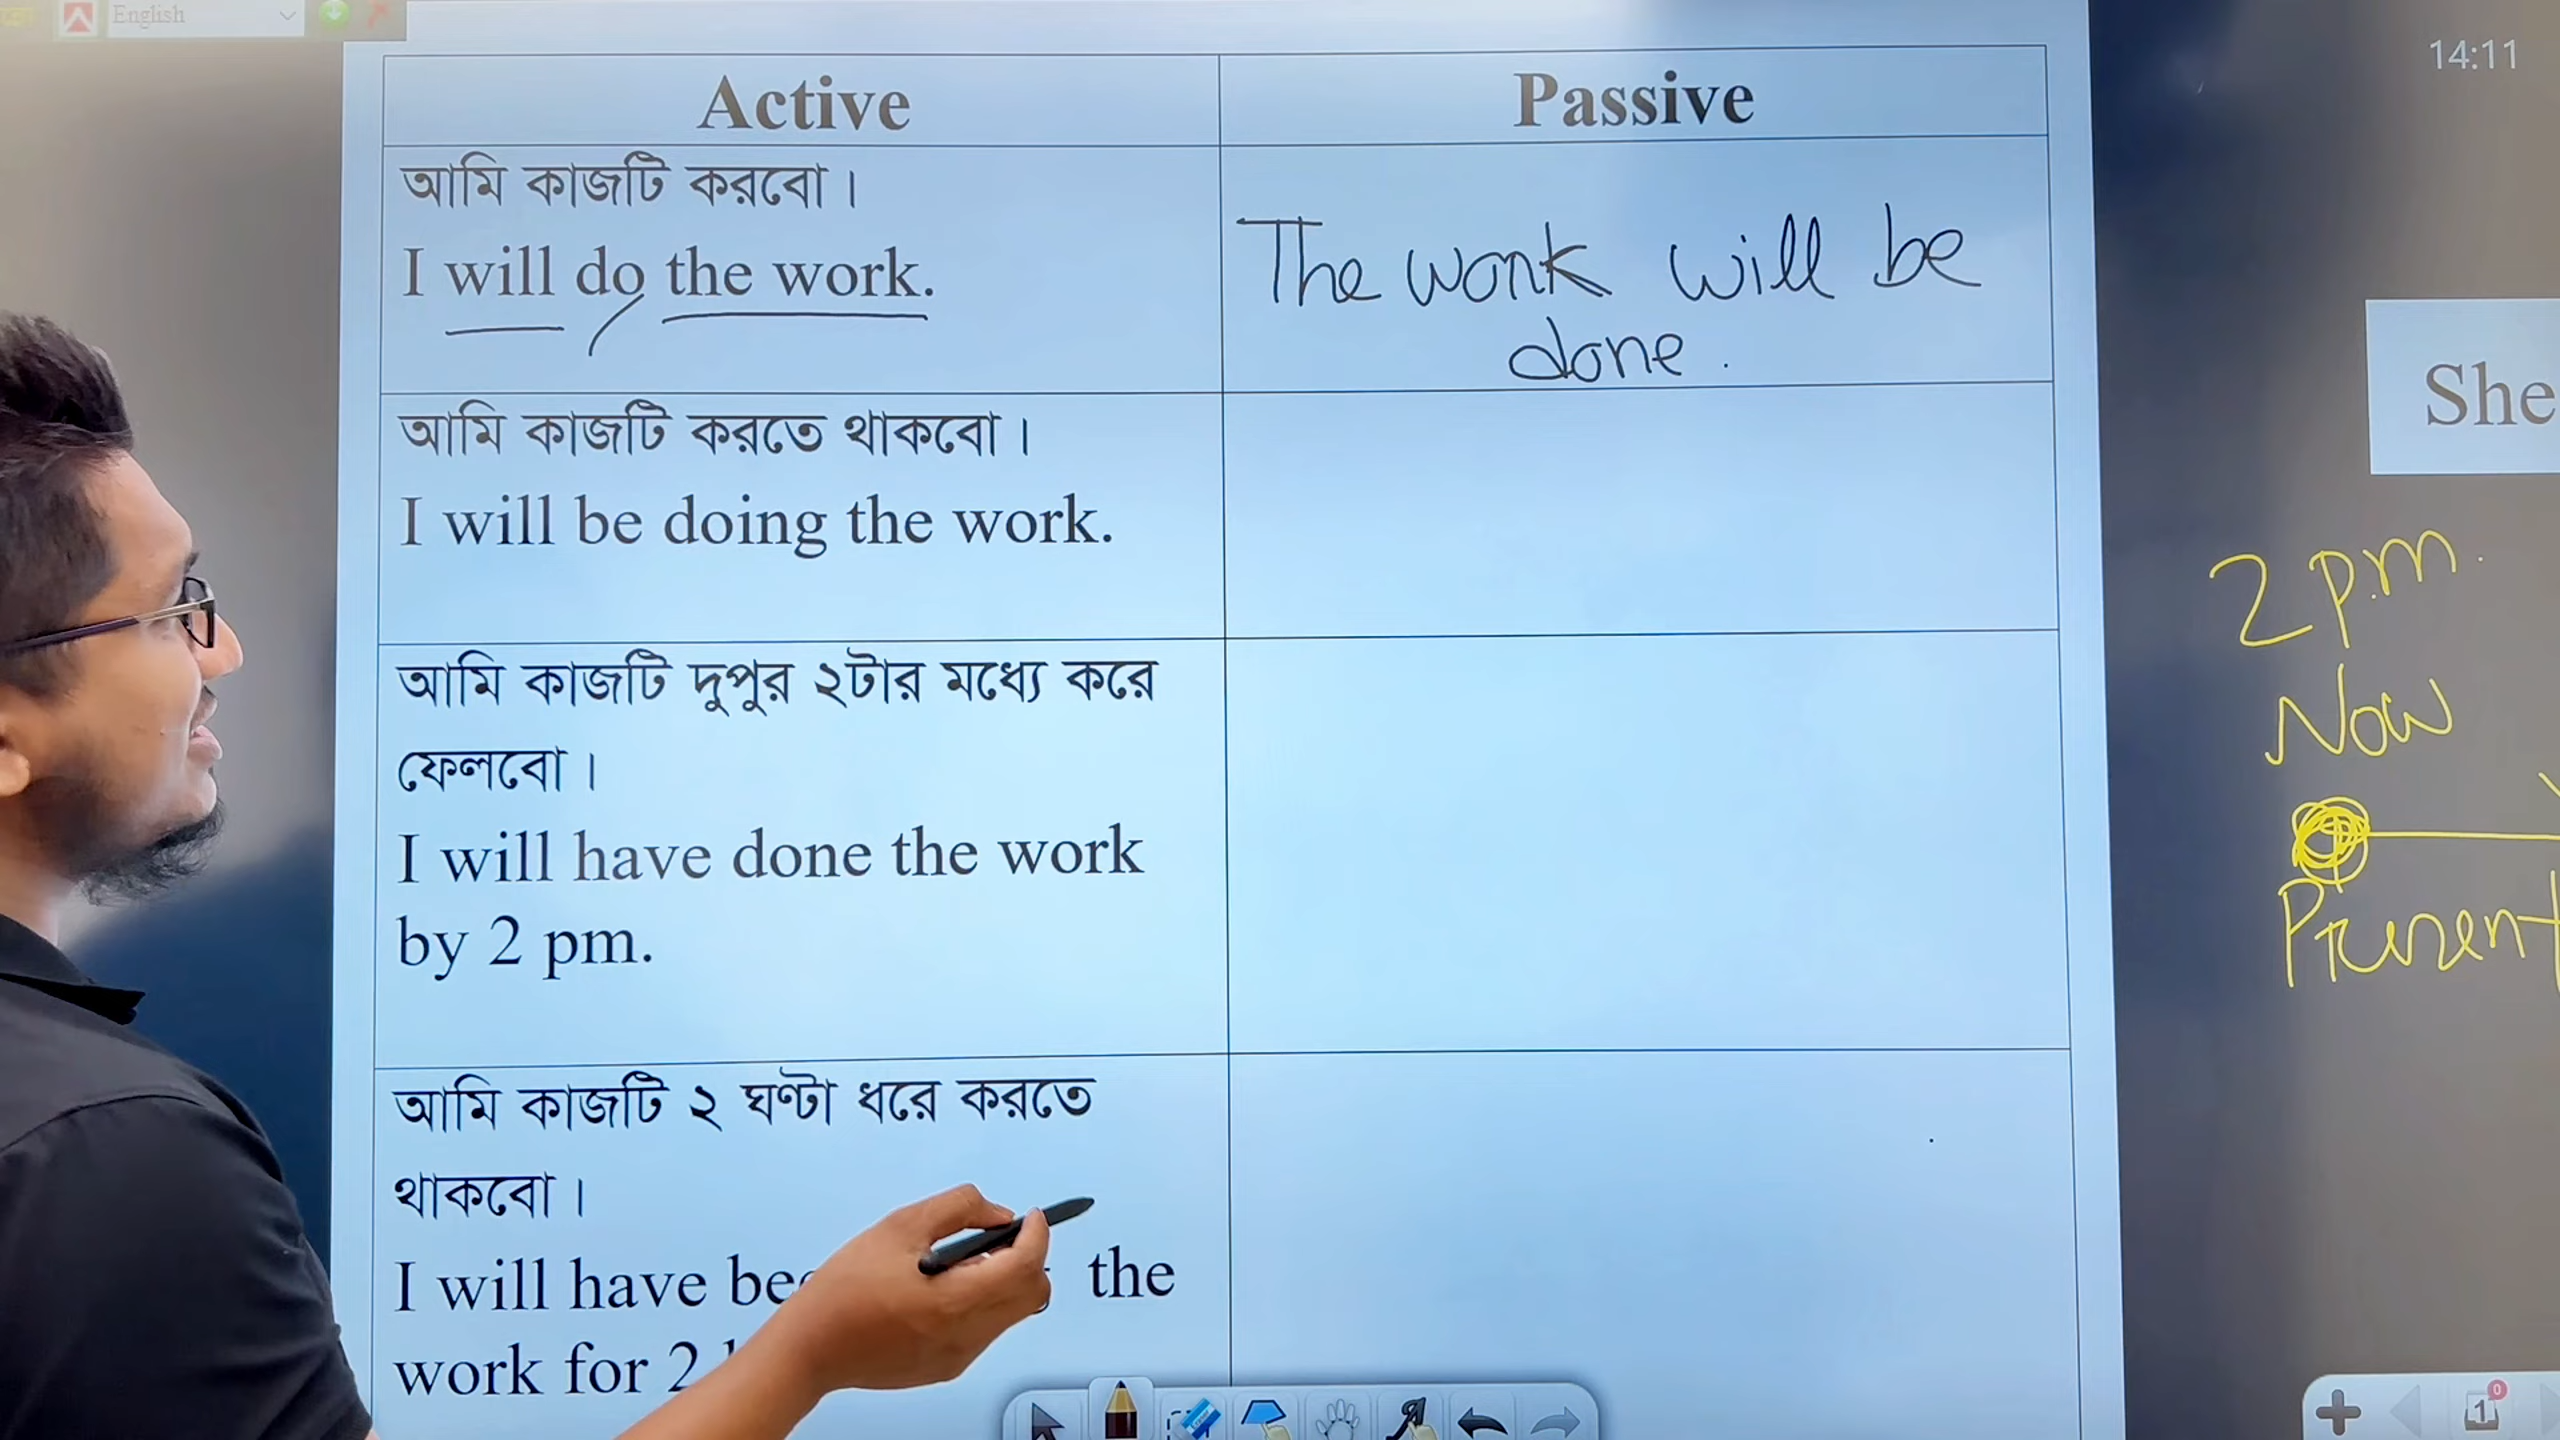 English
14:11
Active
Passive
আমি কাজটি করবো।
I will do the work.
The work will be
done.
আমি কাজটি করতে থাকবো।
I will be doing the work.
আমি কাজটি দুপুর ২টার মধ্যে করে
ফেলবো।
I will have done the work
by 2 pm.
আমি কাজটি ২ ঘণ্টা ধরে করতে
থাকবো।
I will have the
work for 2
She
2 p.m.
Now
Present
0
1